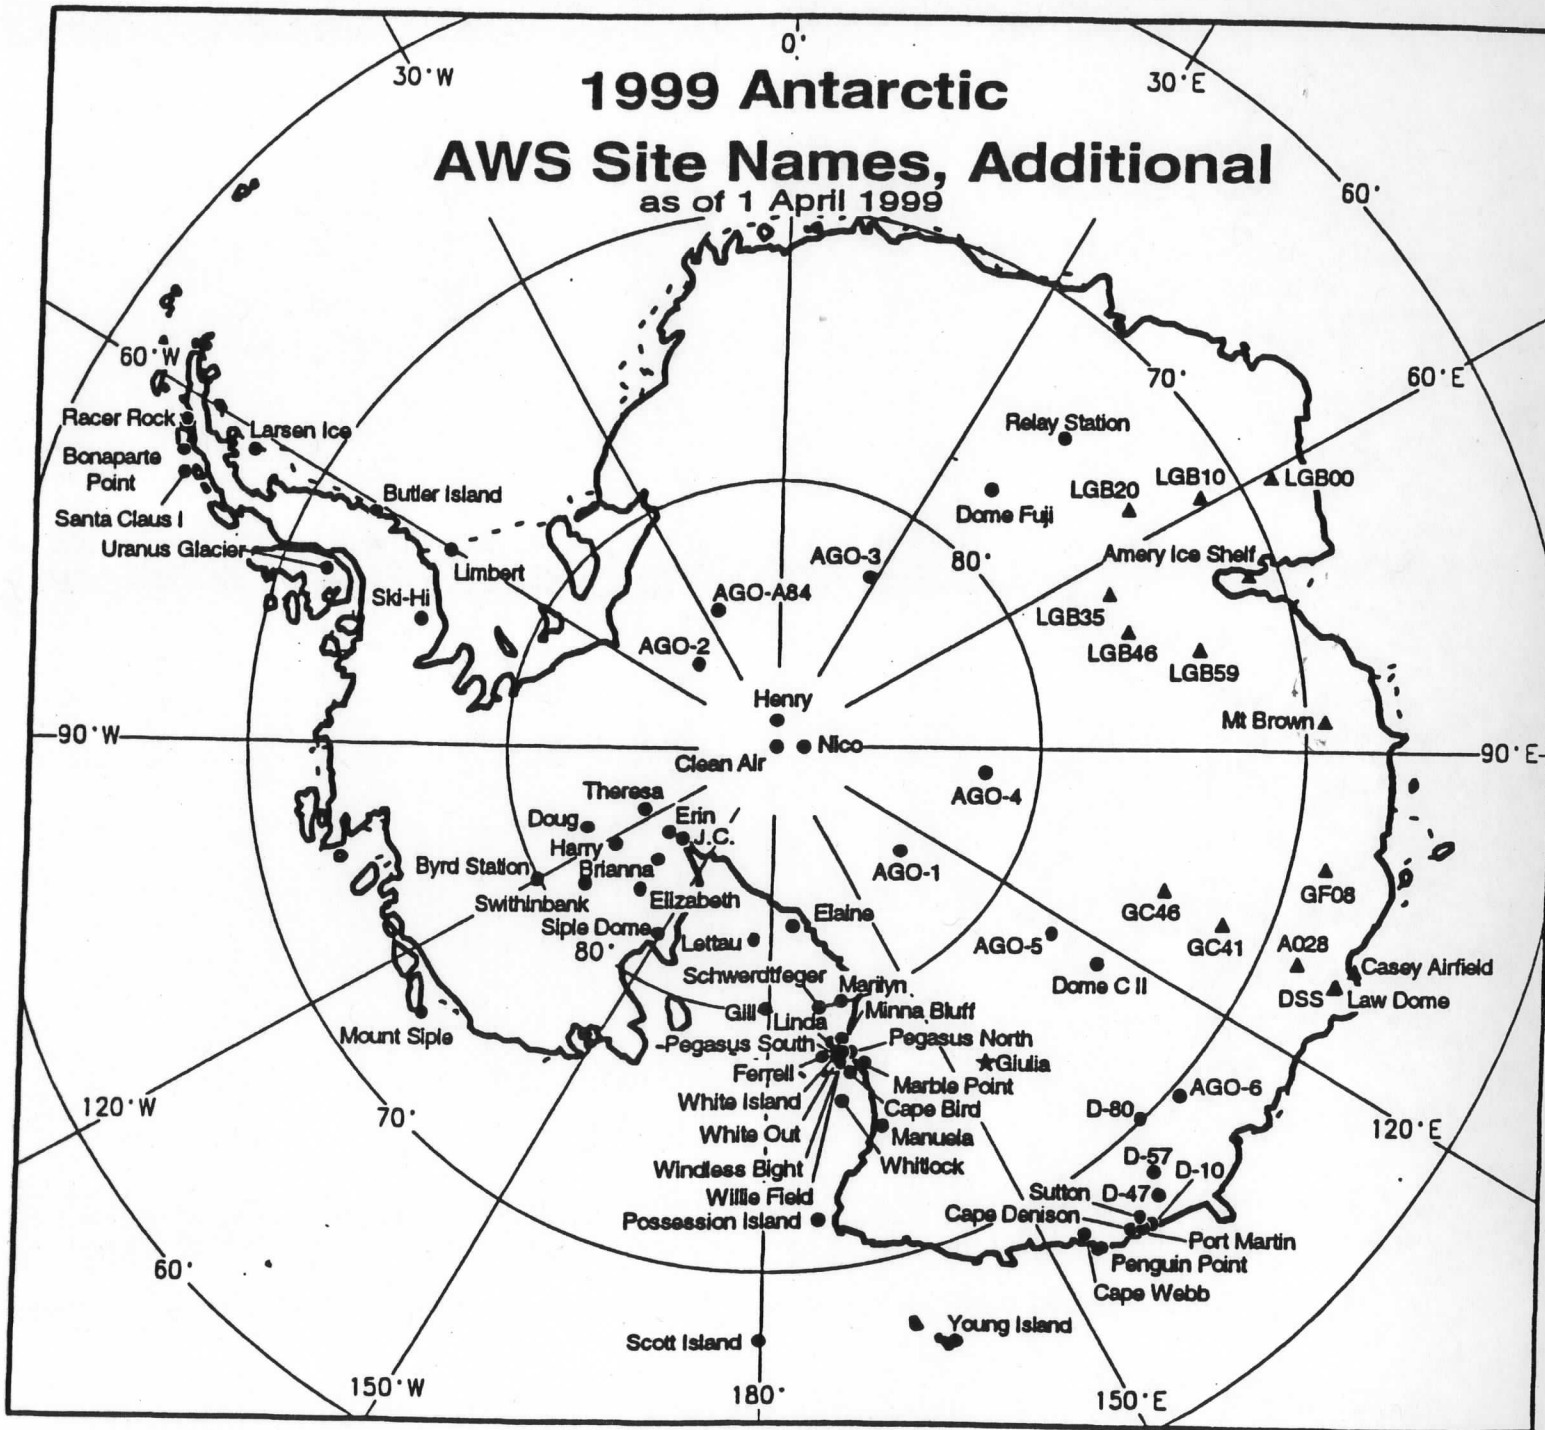 0·
30·W
30·E
1999 Antarctic
AWS Site Names, Additional
as of 1 April 1999
60·
60·W
70·
60·E
Racer Rock
Larsen Ice
Relay Station
Bonaparte
Point
Butler Island
LGB20
LGB10
LGB00
Santa Claus I
Dome Fuji
Uranus Glacier
Limbert
AGO-3
80·
Amery Ice Shelf
Ski-Hi
AGO-A84
LGB35
AGO-2
LGB46
LGB59
Henry
Mt Brown
90·W
Nico
90·E
Clean Air
Theresa
AGO-4
Doug
Erin
J.C.
Harry
Byrd Station
Brianna
AGO-1
GF08
Swithinbank
Elizabeth
GC46
Siple Dome
Elaine
80·
Lettau
AGO-5
GC41
A028
Schwerdtfeger
Marilyn
Dome C II
Casey Airfield
DSS
Law Dome
Gill
Linda
Minna Bluff
Mount Siple
Pegasus South
Pegasus North
Giulia
Ferrell
Marble Point
AGO-6
120·W
70·
White Island
Cape Bird
D-80
120·E
White Out
Manuela
Windless Bight
Whitlock
D-57
D-10
Willie Field
Sutton
D-47
Possession Island
Cape Denison
Port Martin
60·
Penguin Point
Cape Webb
Young Island
Scott Island
150·W
180·
150·E